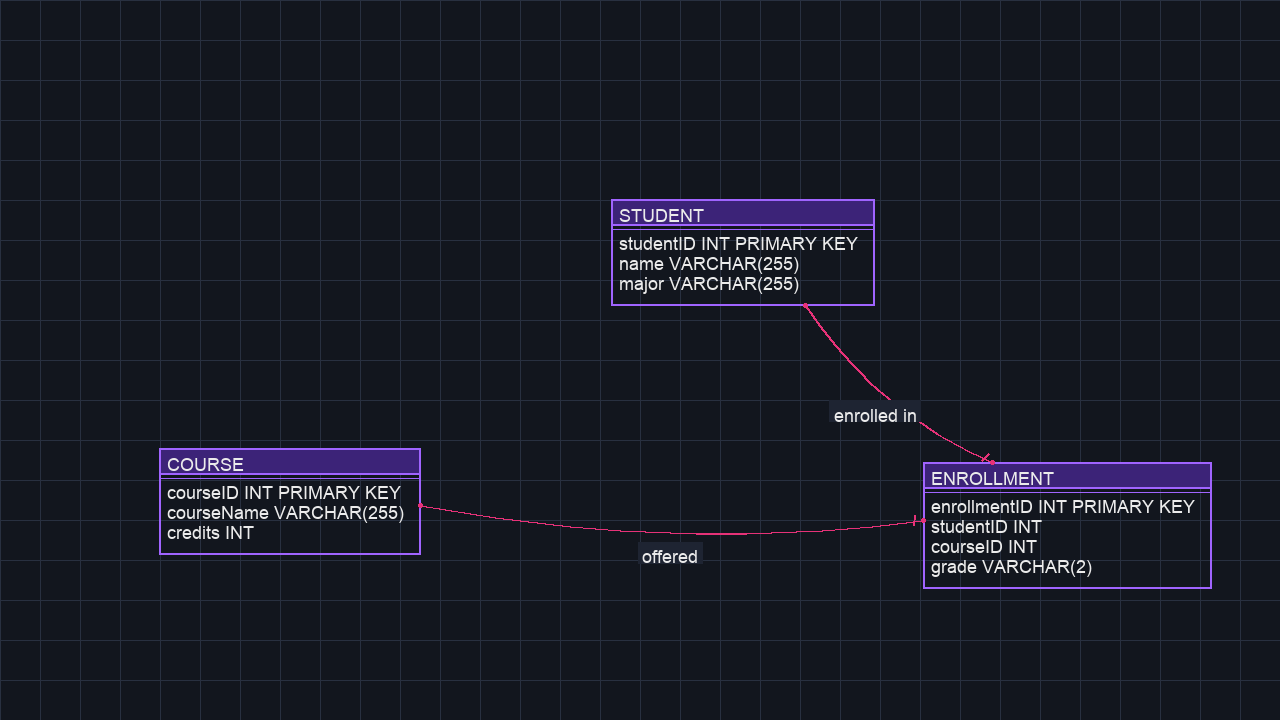 STUDENT
studentID INT PRIMARY KEY
name VARCHAR(255)
major VARCHAR(255)
enrolled in
COURSE
courseID INT PRIMARY KEY
courseName VARCHAR(255)
credits INT
offered
ENROLLMENT
enrollmentID INT PRIMARY KEY
studentID INT
courseID INT
grade VARCHAR(2)